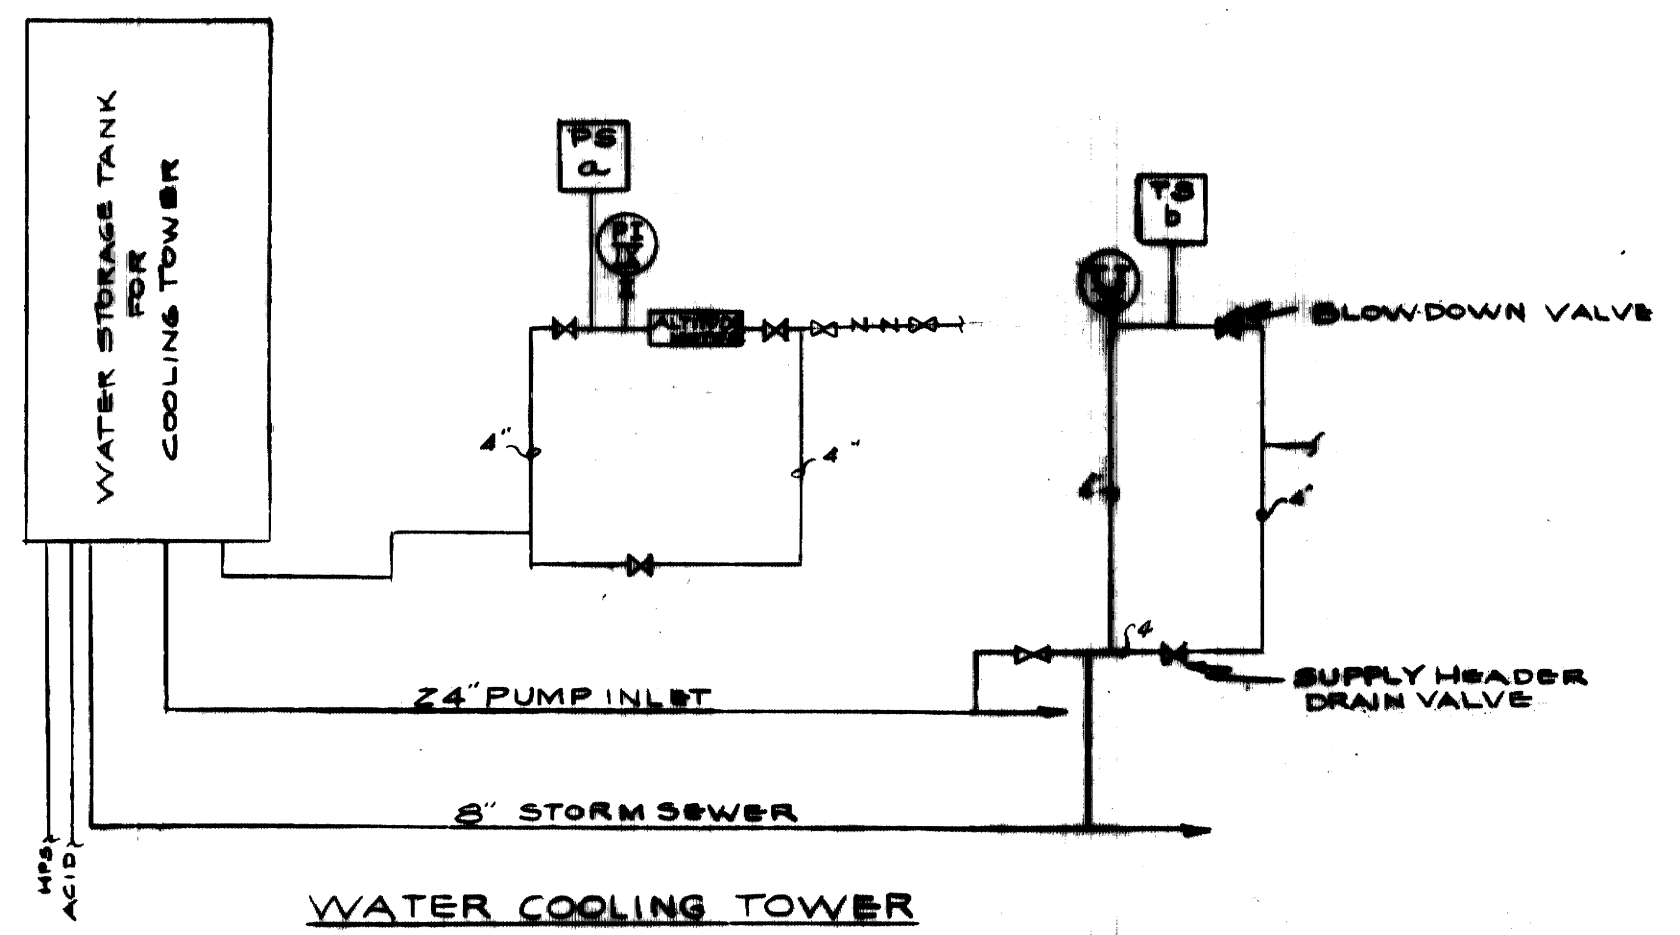 WATER STORAGE TANK
FOR
COOLING TOWER
PS
a
PI
TS
b
BLOW-DOWN VALVE
4"
4"
4"
4
SUPPLY HEADER
DRAIN VALVE
24" PUMP INLET
8" STORM SEWER
HPS
ACID
WATER COOLING TOWER